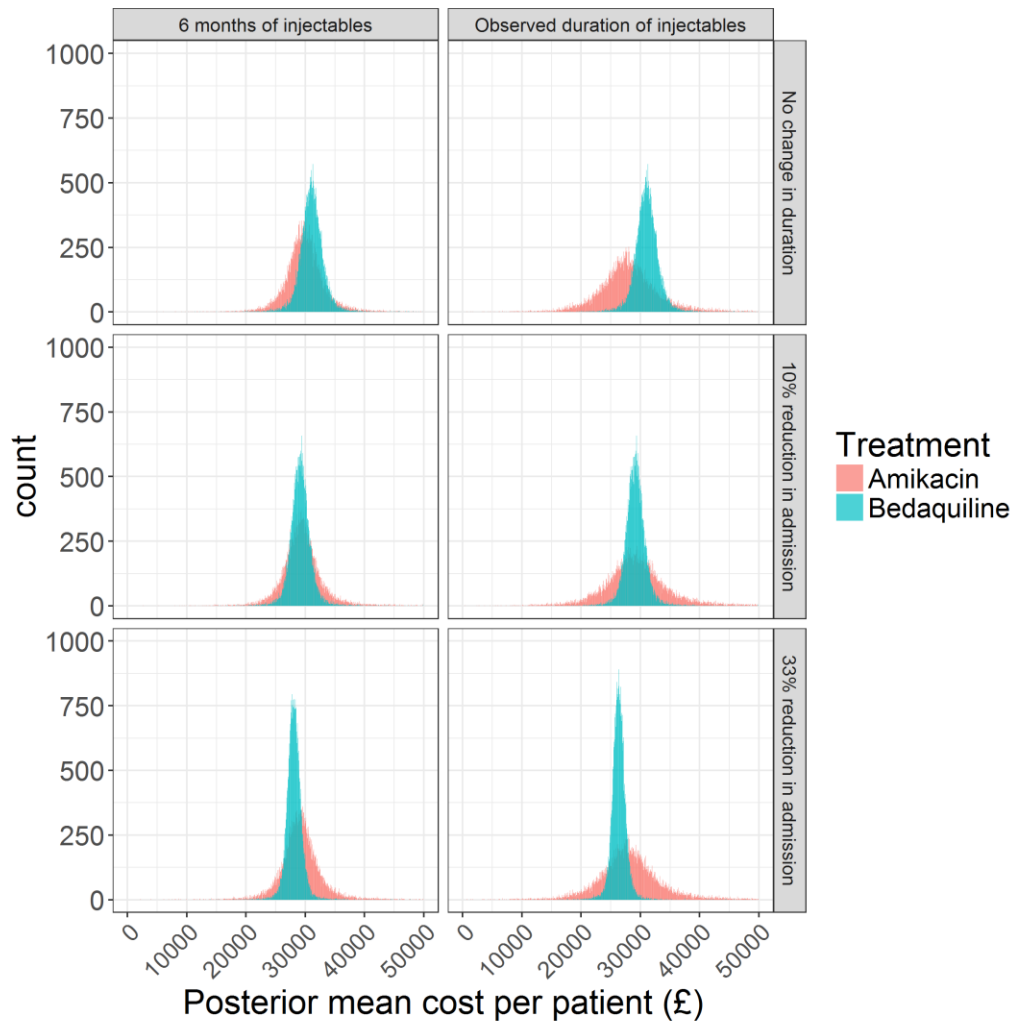 6 months of injectables
Observed duration of injectables
1000
750
500
250
0
No change in duration
1000
750
500
250
0
10% reduction in admission
1000
750
500
250
0
33% reduction in admission
count
0 10000 20000 30000 40000 50000
0 10000 20000 30000 40000 50000
Posterior mean cost per patient (£)
Treatment
Amikacin
Bedaquiline